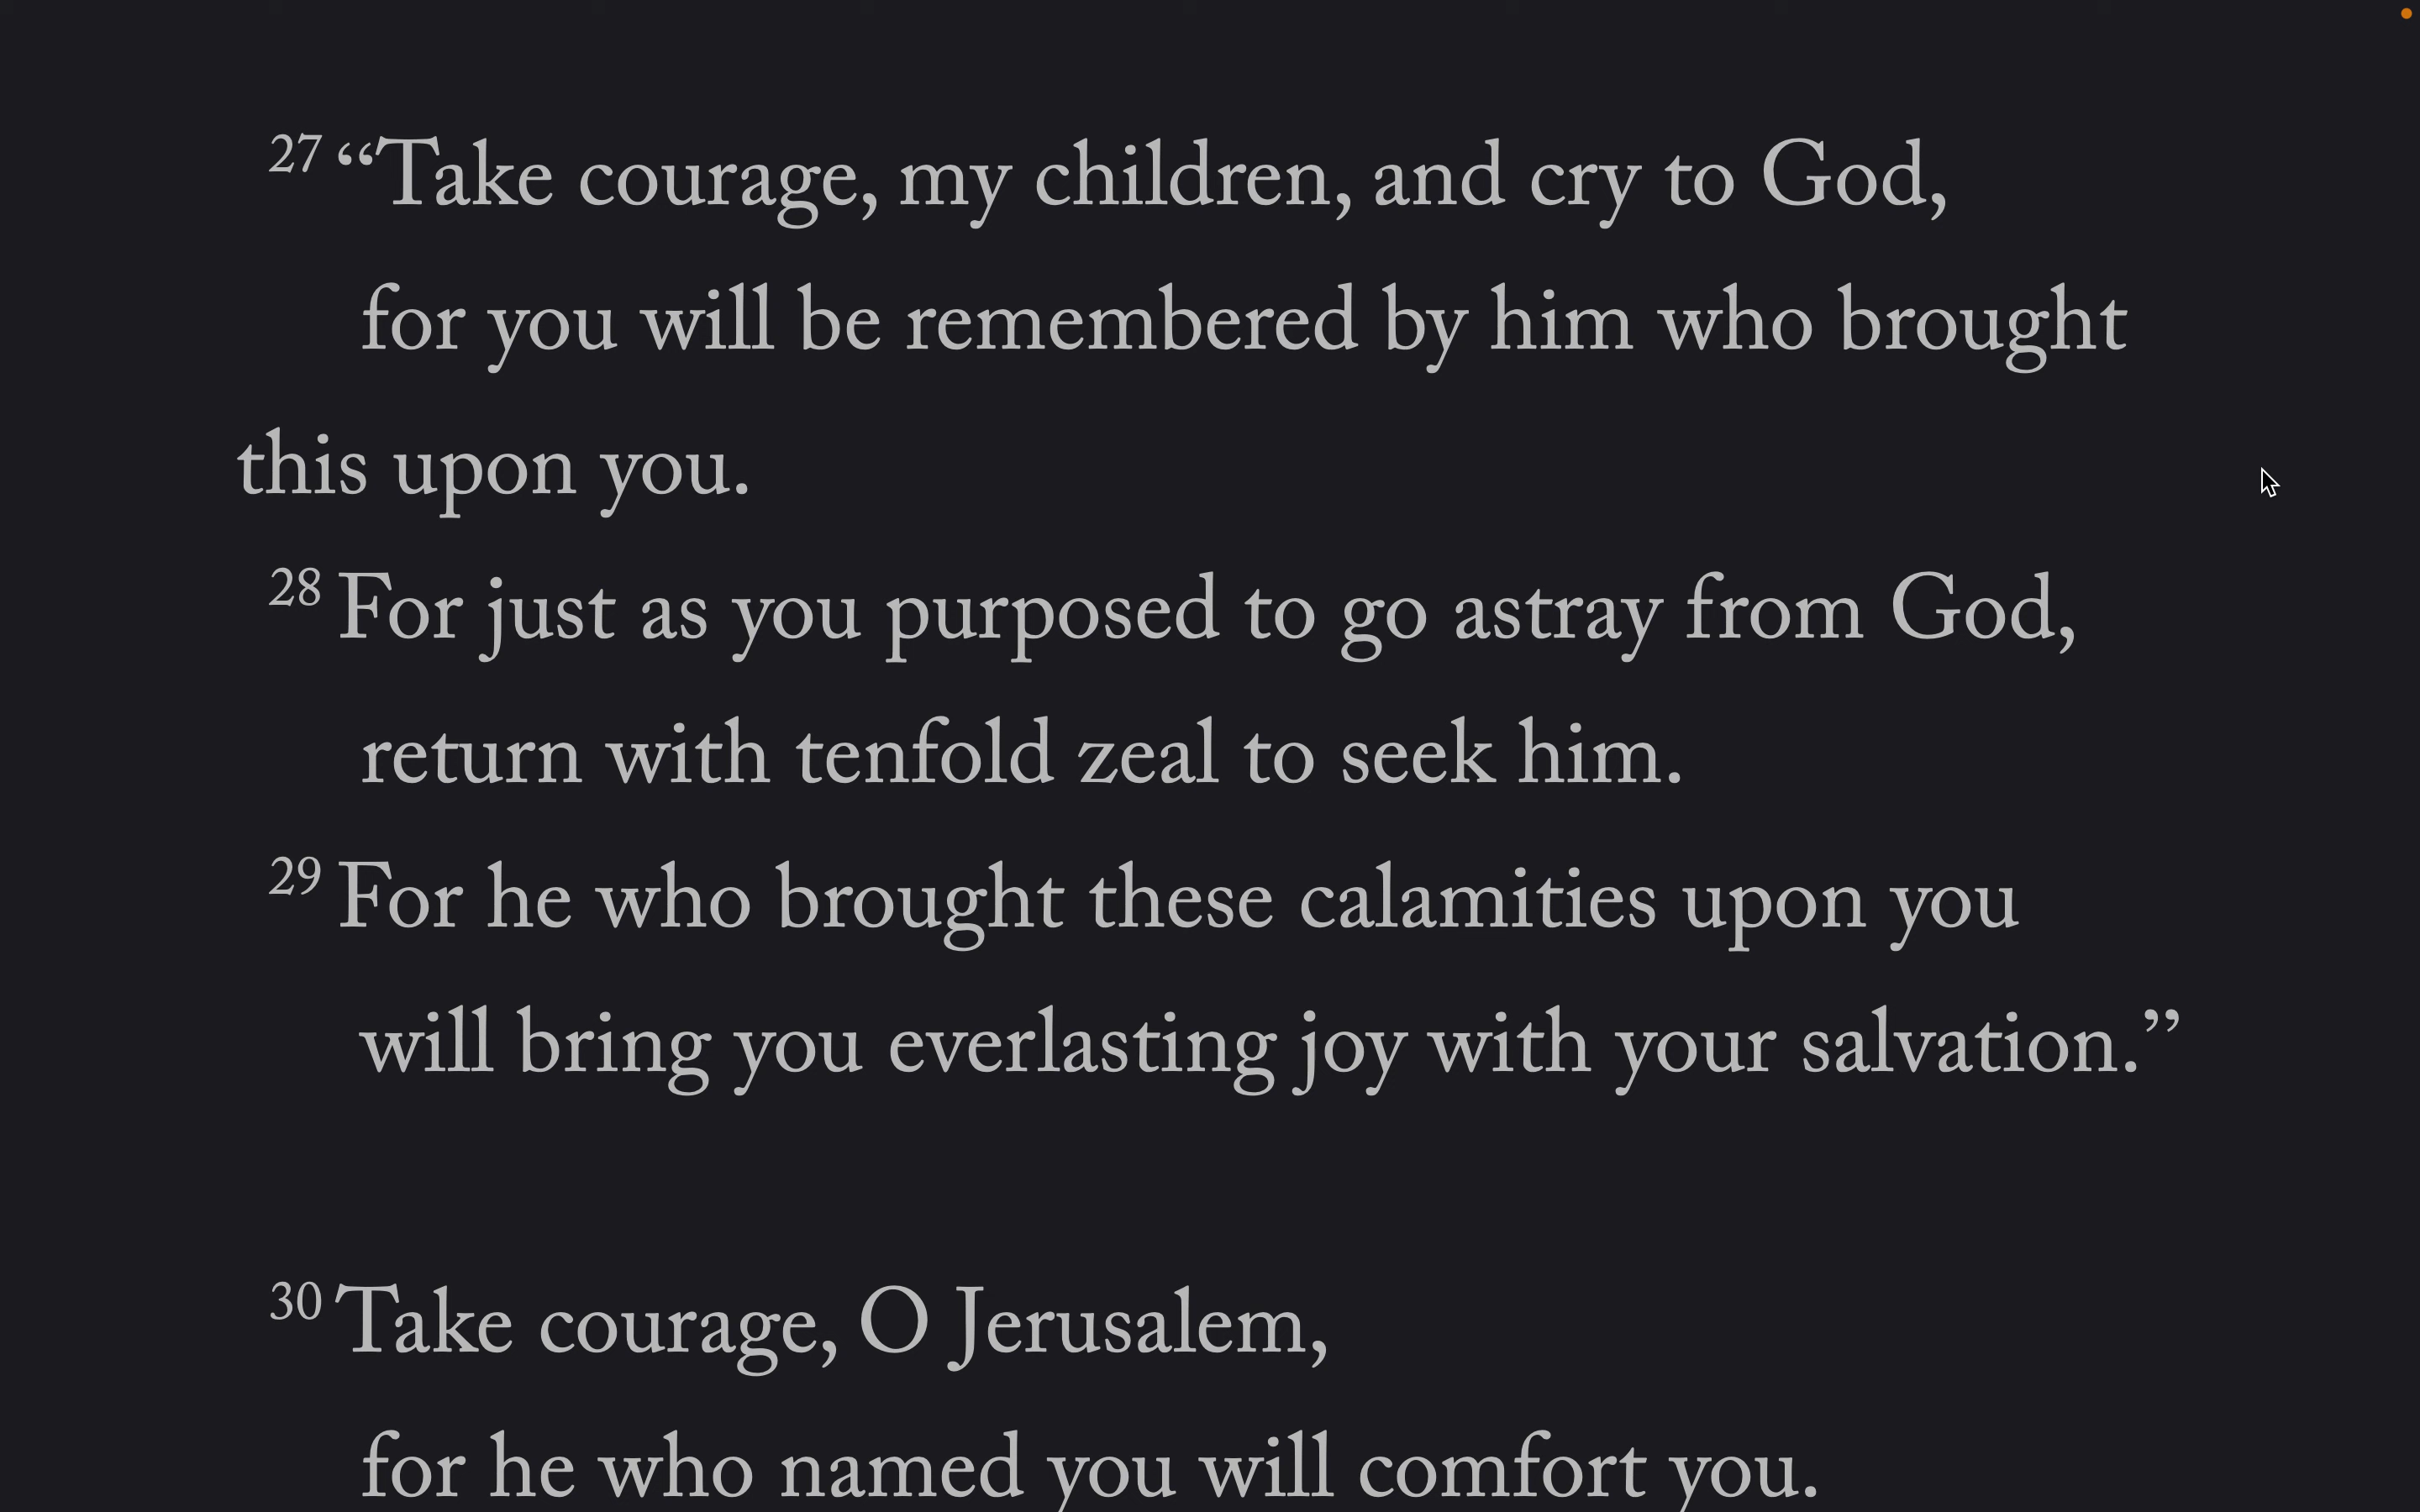 27 “Take courage, my children, and cry to God,
for you will be remembered by him who brought
this upon you.
28 For just as you purposed to go astray from God,
return with tenfold zeal to seek him.
29 For he who brought these calamities upon you
will bring you everlasting joy with your salvation.”
30 Take courage, O Jerusalem,
for he who named you will comfort you.